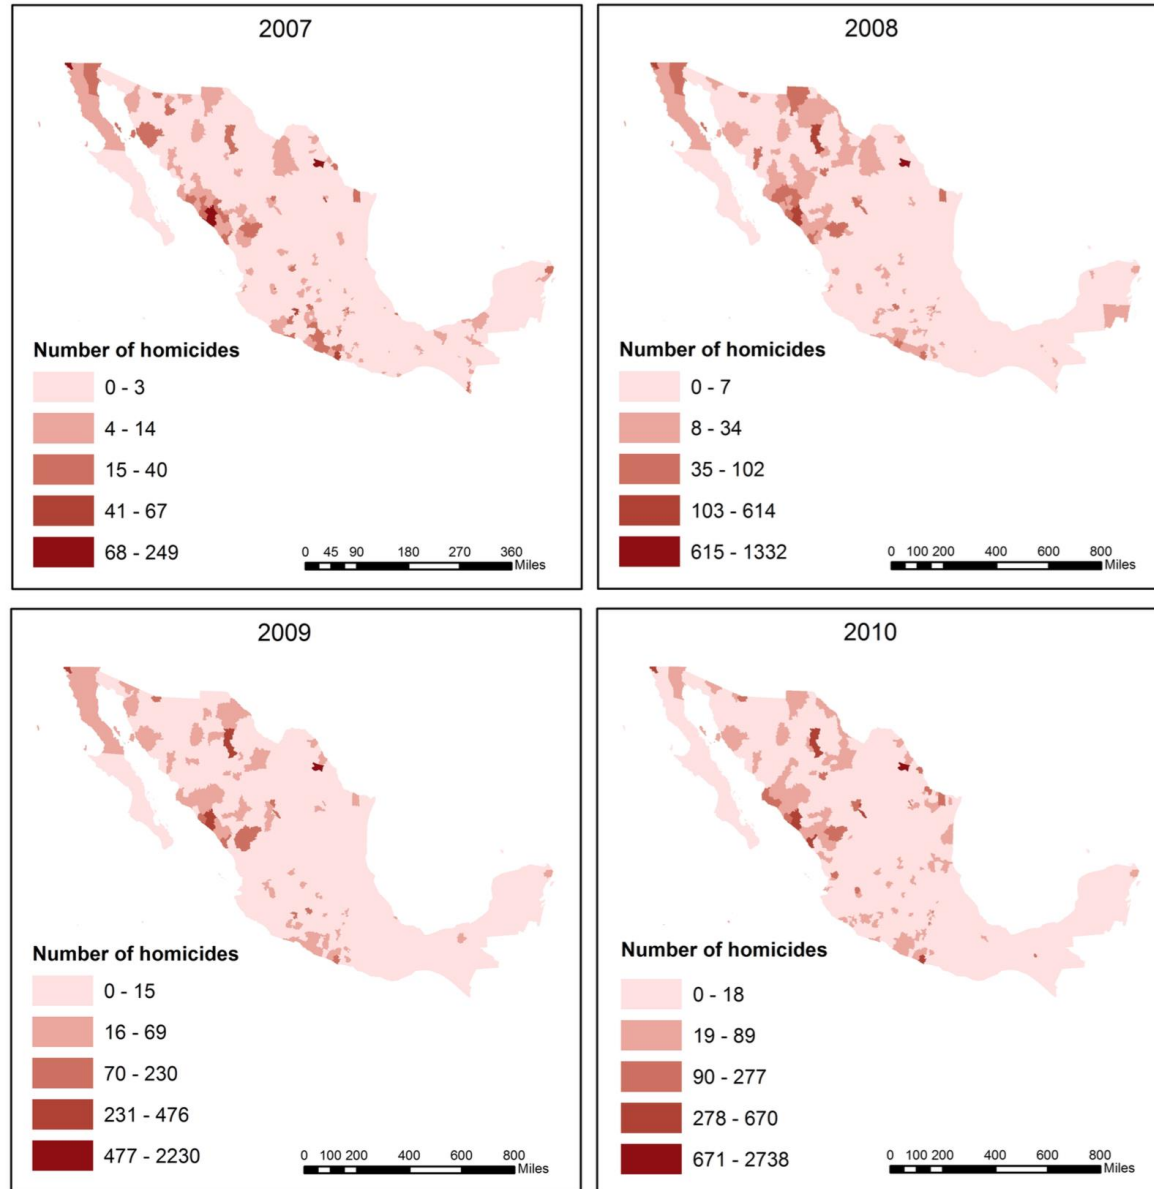 2007
Number of homicides
0 - 3
4 - 14
15 - 40
41 - 67
68 - 249
0 45 90 180 270 360
Miles
2008
Number of homicides
0 - 7
8 - 34
35 - 102
103 - 614
615 - 1332
0 100 200 400 600 800
Miles
2009
Number of homicides
0 - 15
16 - 69
70 - 230
231 - 476
477 - 2230
0 100 200 400 600 800
Miles
2010
Number of homicides
0 - 18
19 - 89
90 - 277
278 - 670
671 - 2738
0 100 200 400 600 800
Miles